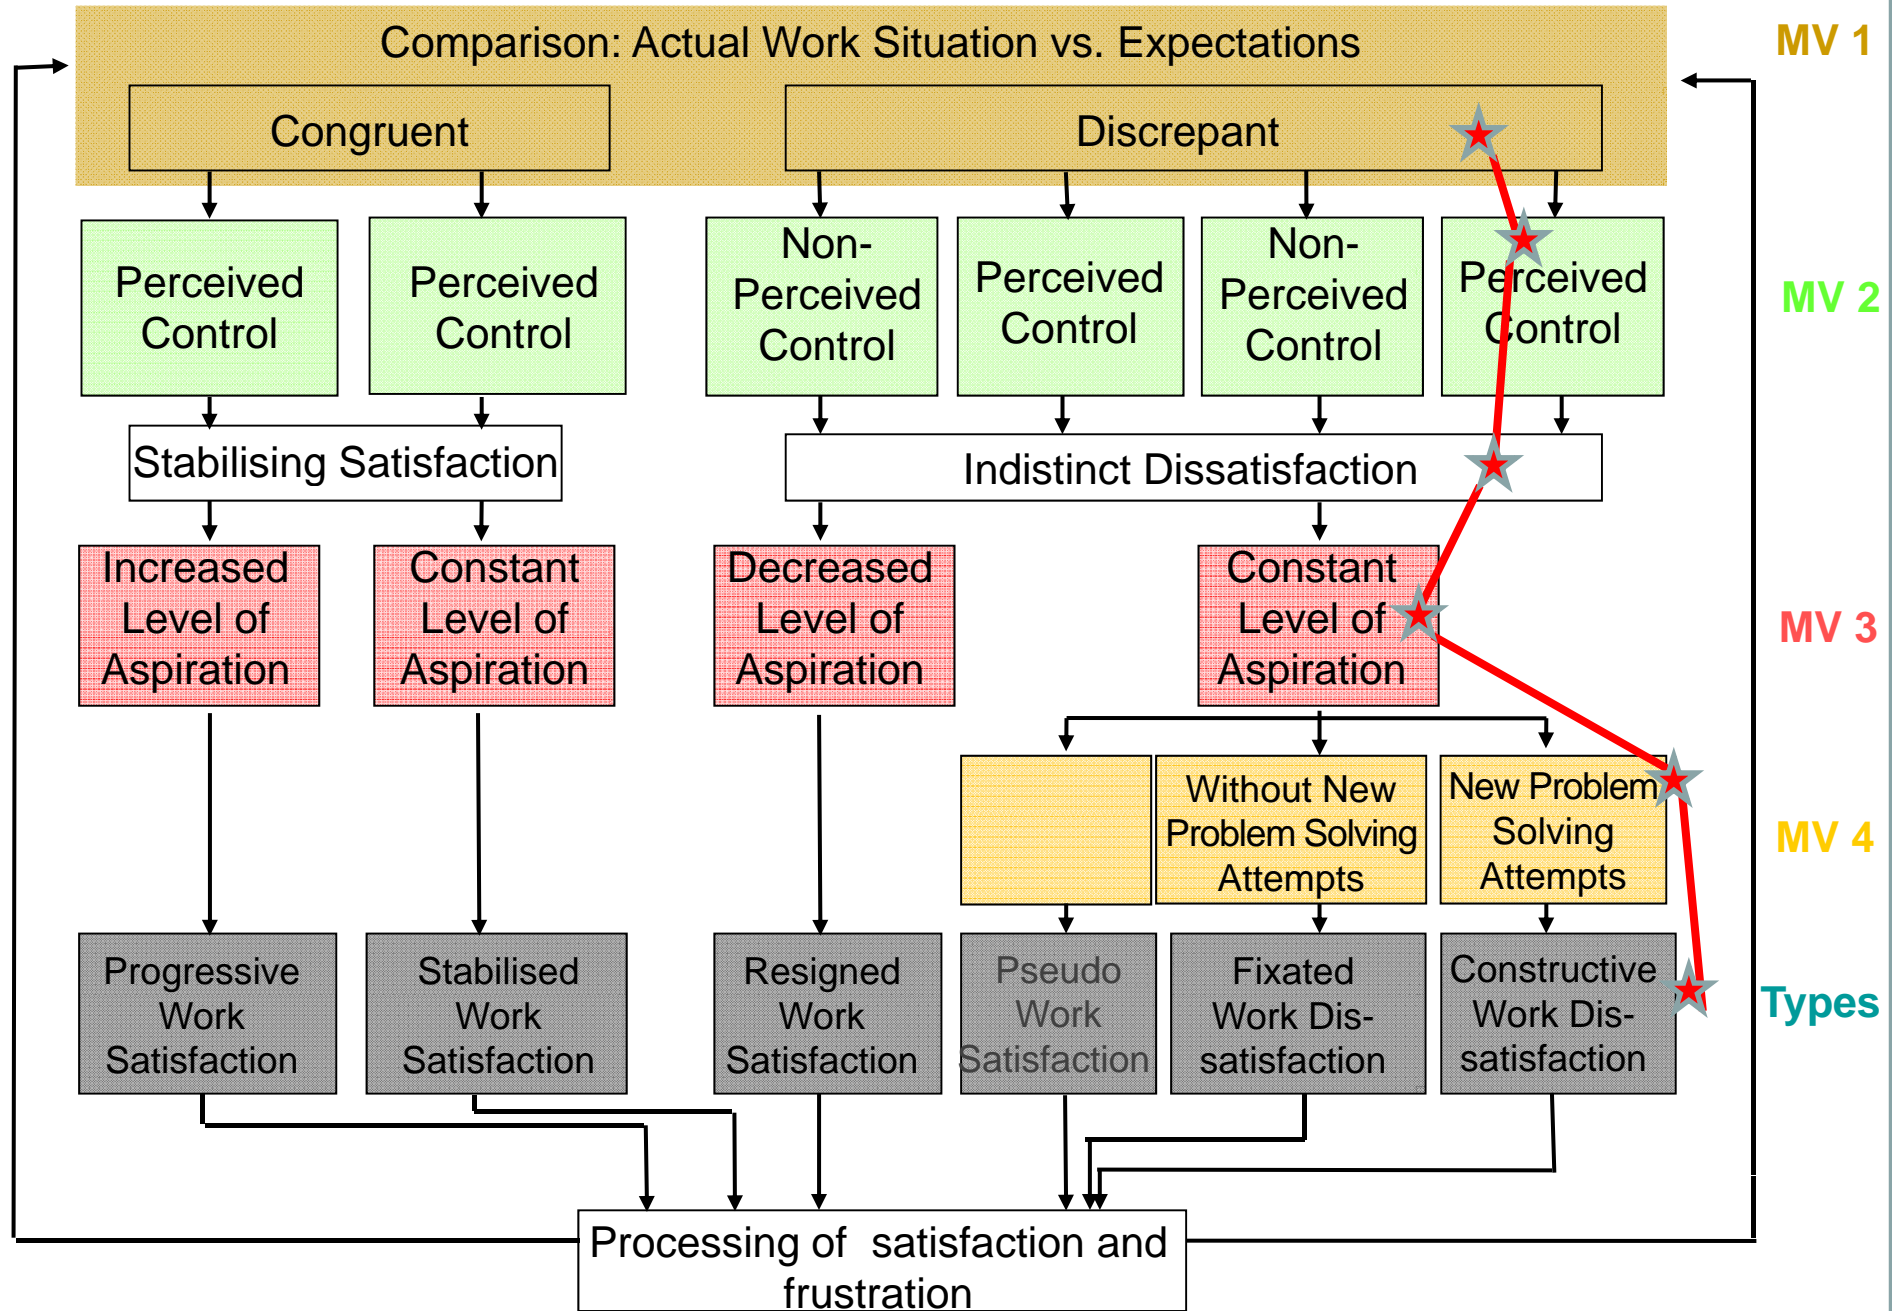 Comparison: Actual Work Situation vs. Expectations
MV 1
Congruent
Discrepant
Perceived
Control
Perceived
Control
Non-
Perceived
Control
Perceived
Control
Non-
Perceived
Control
Perceived
Control
MV 2
Stabilising Satisfaction
Indistinct Dissatisfaction
Increased
Level of
Aspiration
Constant
Level of
Aspiration
Decreased
Level of
Aspiration
Constant
Level of
Aspiration
MV 3
Without New
Problem Solving
Attempts
New Problem
Solving
Attempts
MV 4
Progressive
Work
Satisfaction
Stabilised
Work
Satisfaction
Resigned
Work
Satisfaction
Pseudo
Work
Satisfaction
Fixated
Work Dis-
satisfaction
Constructive
Work Dis-
satisfaction
Types
Processing of satisfaction and
frustration